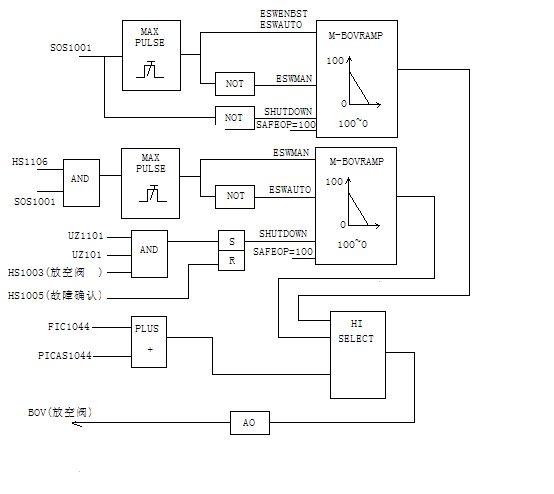 ESWENBST
ESWAUTO
SOS1001
MAX
PULSE
M-BOVRAMP
100
0
100~0
NOT
ESWMAN
NOT
SHUTDOWN
SAFEOP=100
HS1106
SOS1001
AND
MAX
PULSE
ESWMAN
NOT
ESWAUTO
M-BOVRAMP
100
0
100~0
UZ1101
UZ101
HS1003(放空阀 )
AND
S
R
SHUTDOWN
SAFEOP=100
HS1005(故障确认)
FIC1044
PICAS1044
PLUS
+
HI
SELECT
BOV(放空阀)
AO